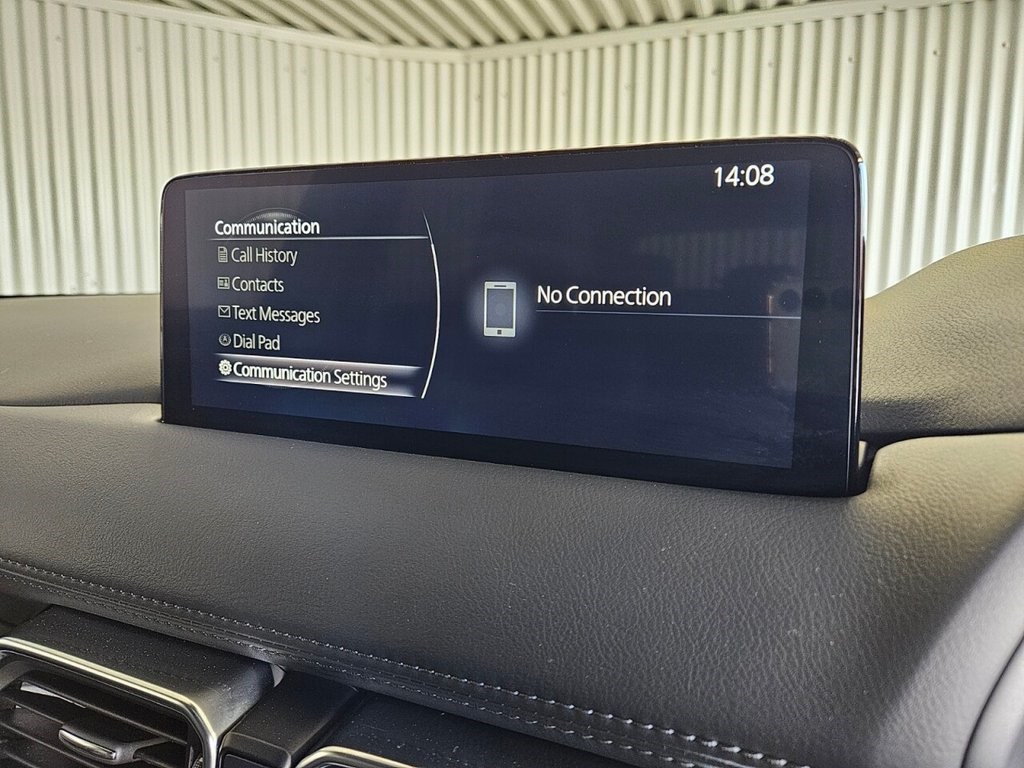 14:08
Communication
Call History
Contacts
Text Messages
Dial Pad
Communication Settings
No Connection